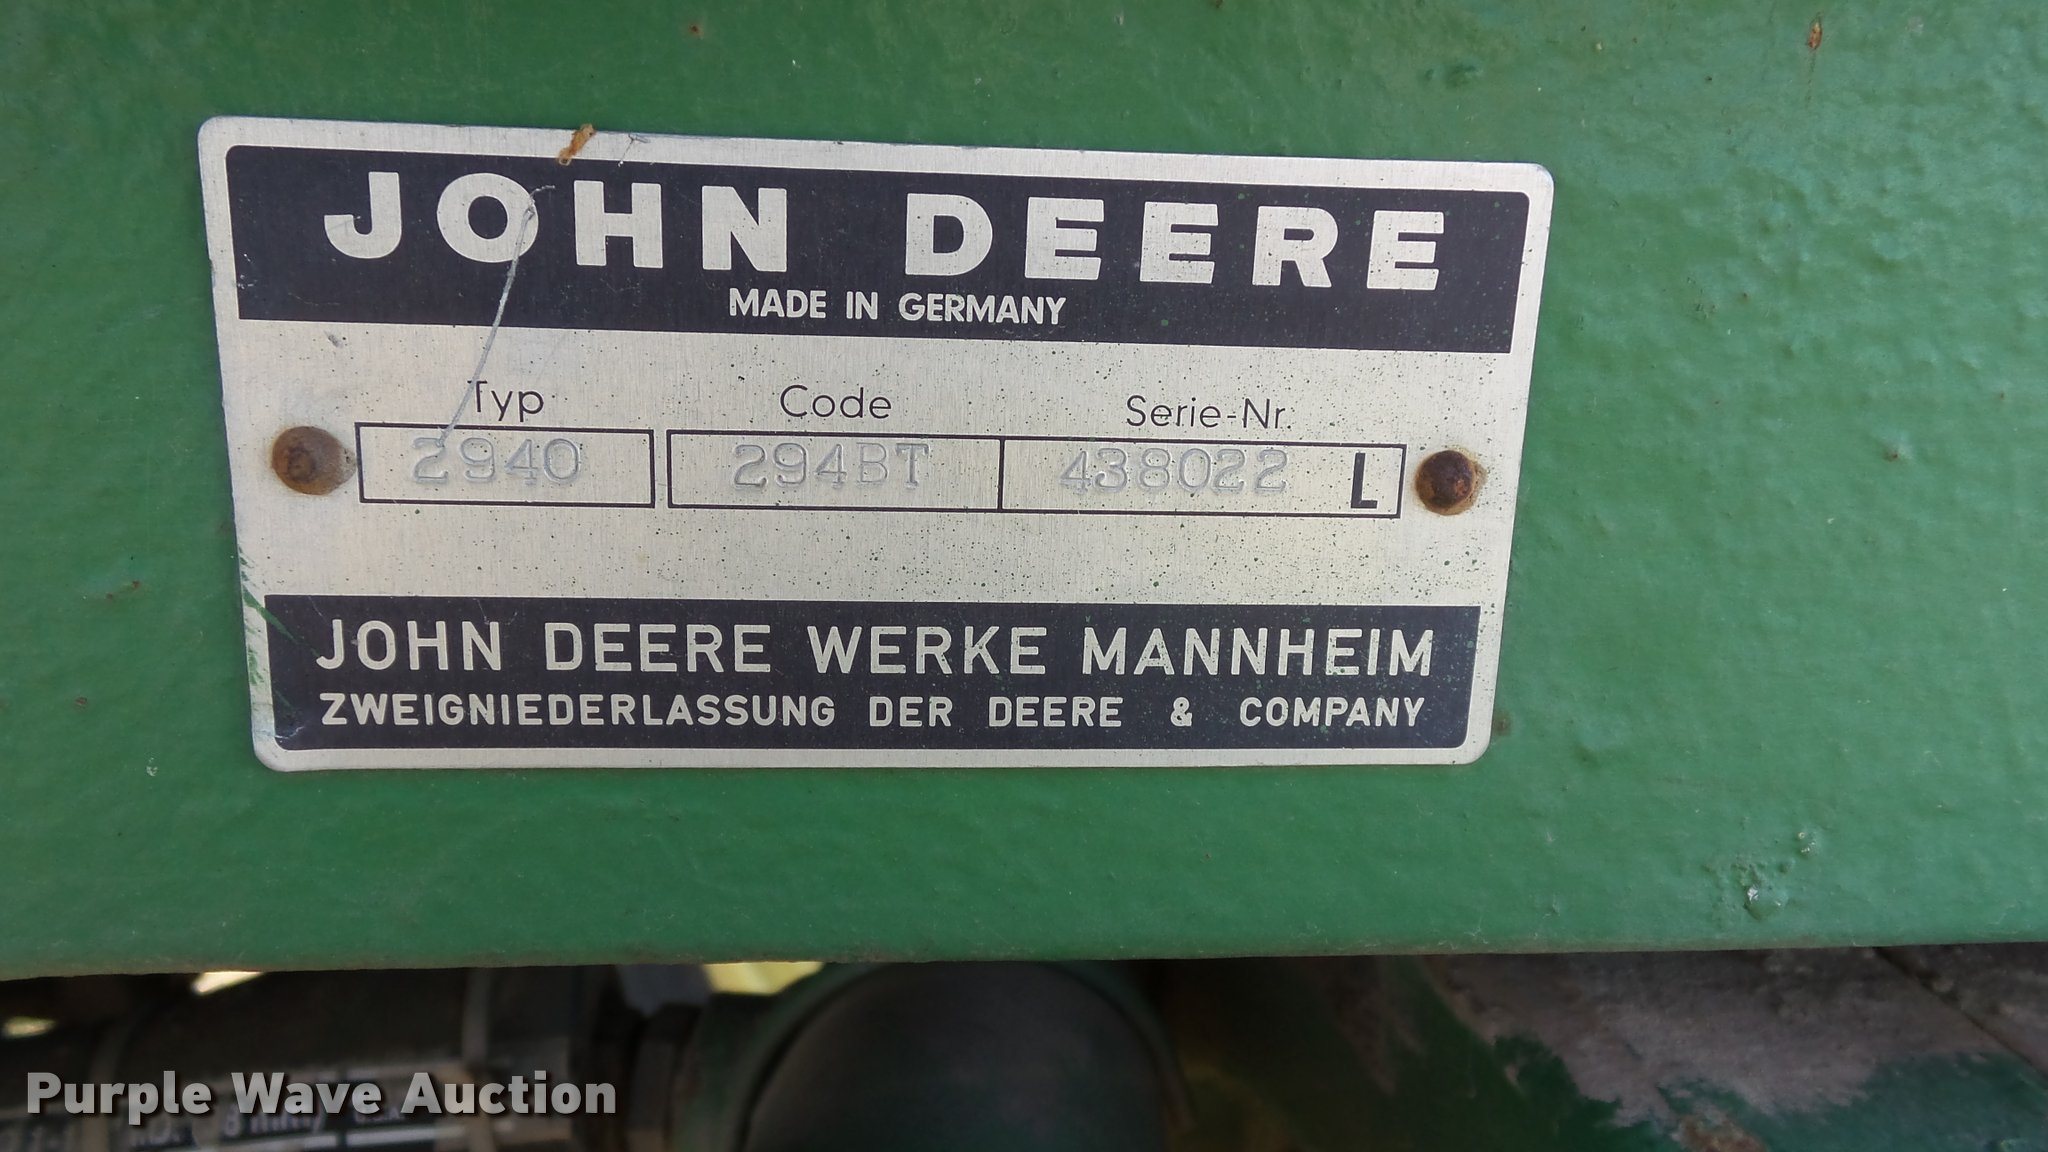 JOHN DEERE
MADE IN GERMANY
Typ Code Serie-Nr.
2940 294BT 438022 L
JOHN DEERE WERKE MANNHEIM
ZWEIGNIEDERLASSUNG DER DEERE & COMPANY
Purple Wave Auction